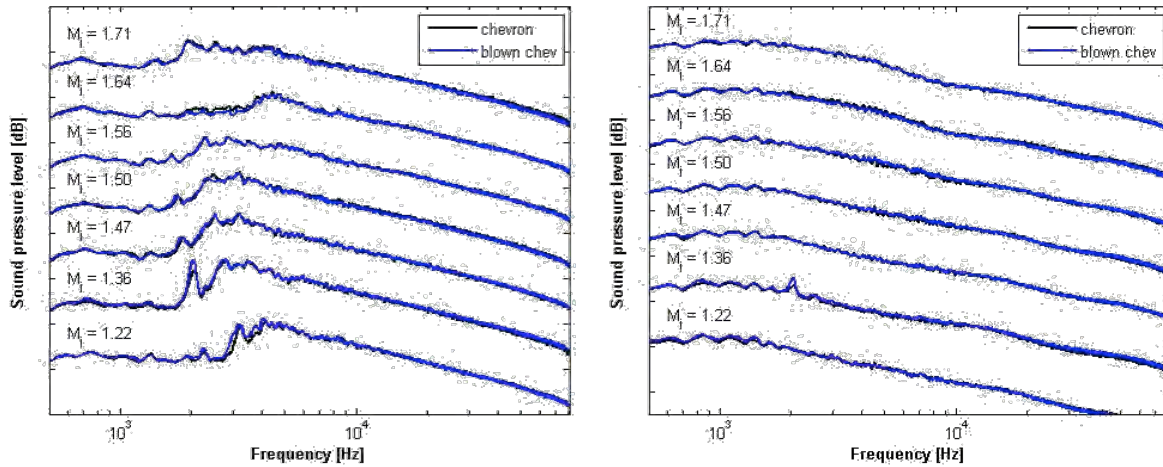 M_j = 1.71
M_j = 1.64
M_j = 1.56
M_j = 1.50
M_j = 1.47
M_j = 1.36
M_j = 1.22
chevron
blown chev
Sound pressure level [dB]
10^3
10^4
Frequency [Hz]
M_j = 1.71
M_j = 1.64
M_j = 1.56
M_j = 1.50
M_j = 1.47
M_j = 1.36
M_j = 1.22
chevron
blown chev
Sound pressure level [dB]
10^3
10^4
Frequency [Hz]